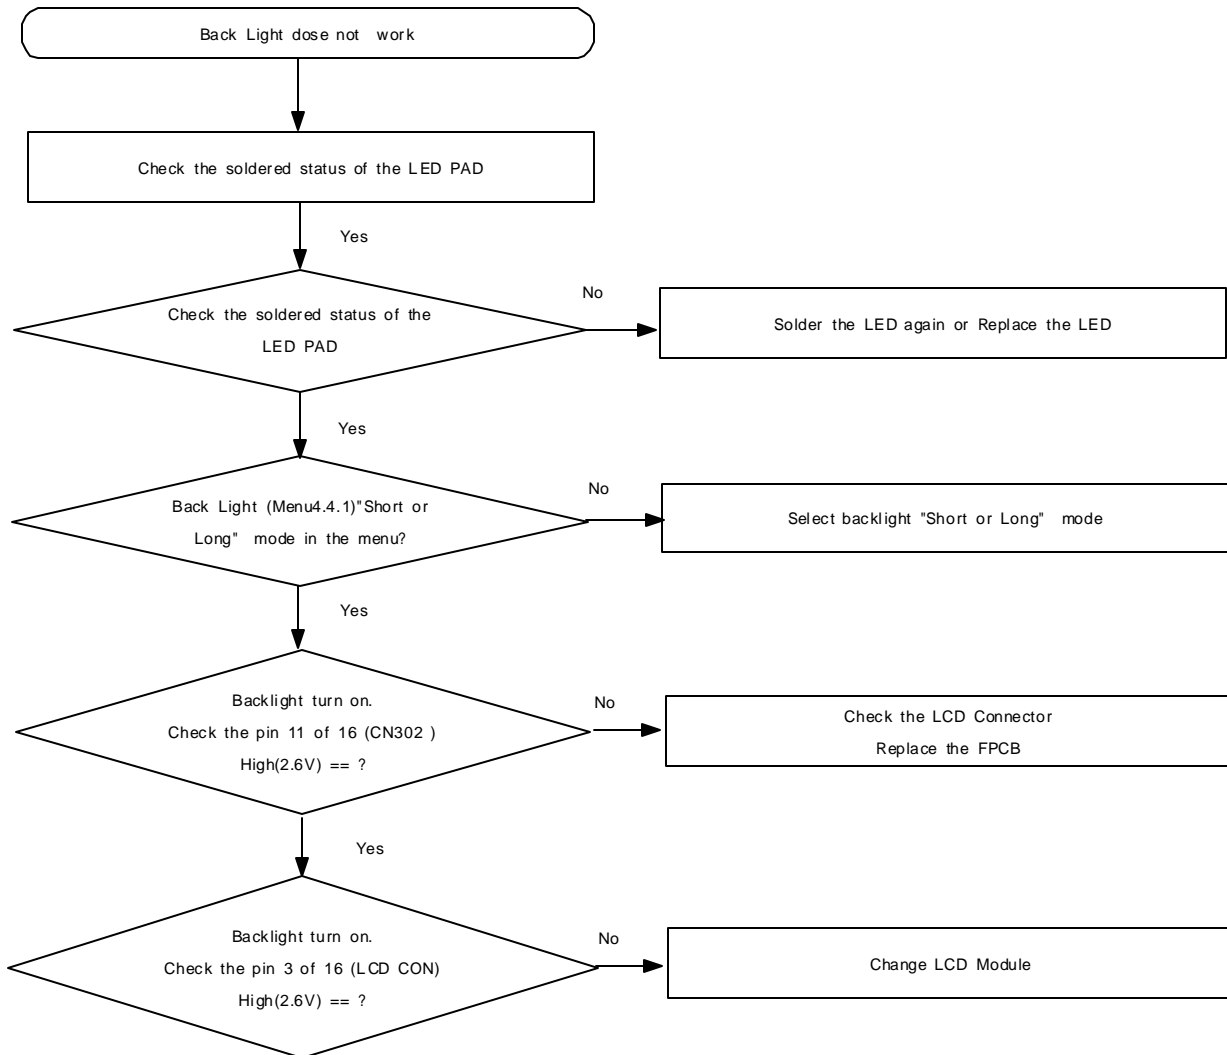 Back Light dose not work
Check the soldered status of the LED PAD
Yes
Check the soldered status of the
LED PAD
No
Solder the LED again or Replace the LED
Yes
Back Light (Menu4.4.1)"Short or
Long" mode in the menu?
No
Select backlight "Short or Long" mode
Yes
Backlight turn on.
Check the pin 11 of 16 (CN302 )
High(2.6V) == ?
No
Check the LCD Connector
Replace the FPCB
Yes
Backlight turn on.
Check the pin 3 of 16 (LCD CON)
High(2.6V) == ?
No
Change LCD Module